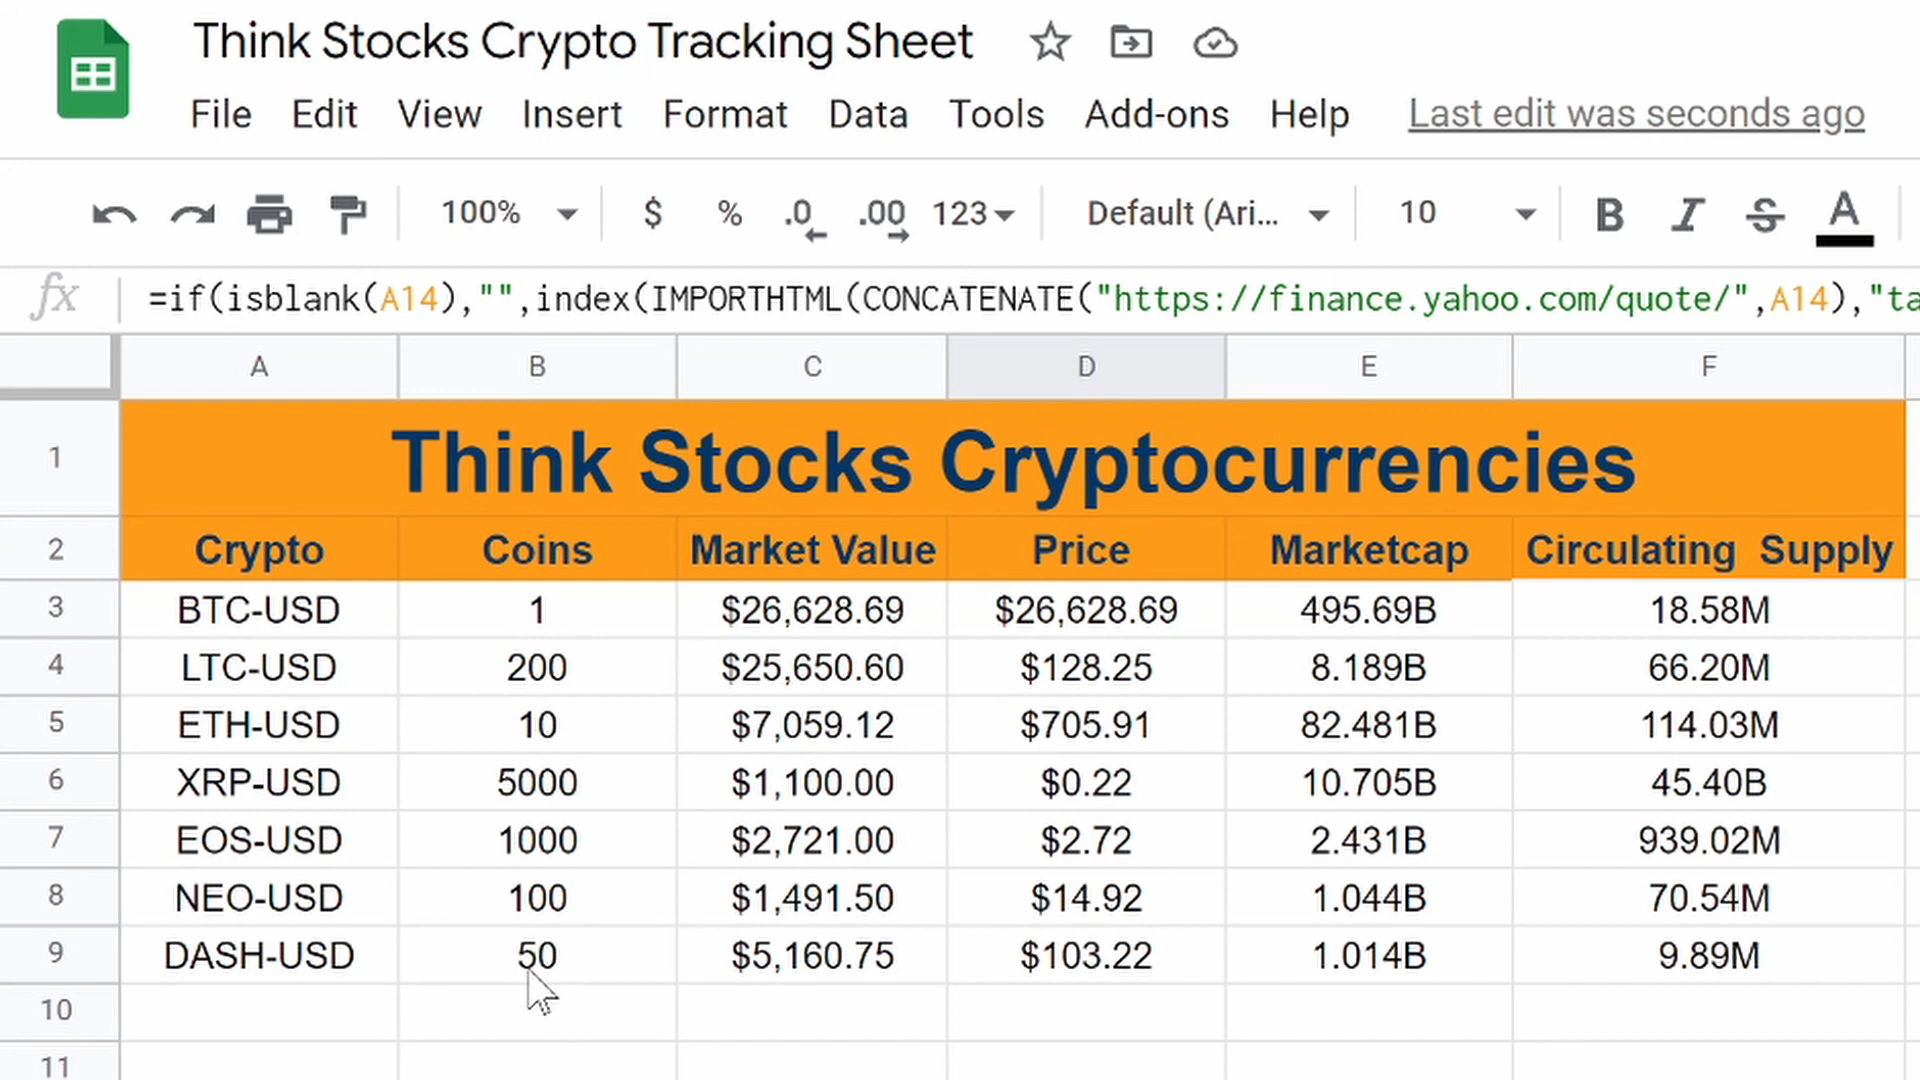 Think Stocks Crypto Tracking Sheet
File Edit View Insert Format Data Tools Add-ons Help Last edit was seconds ago
100% $ % .0 .00 123 Default (Ari... 10 B I S A
fx =if(isblank(A14),"",index(IMPORTHTML(CONCATENATE("https://finance.yahoo.com/quote/",A14),"ta
A B C D E F
1 Think Stocks Cryptocurrencies
2 Crypto Coins Market Value Price Marketcap Circulating Supply
3 BTC-USD 1 $26,628.69 $26,628.69 495.69B 18.58M
4 LTC-USD 200 $25,650.60 $128.25 8.189B 66.20M
5 ETH-USD 10 $7,059.12 $705.91 82.481B 114.03M
6 XRP-USD 5000 $1,100.00 $0.22 10.705B 45.40B
7 EOS-USD 1000 $2,721.00 $2.72 2.431B 939.02M
8 NEO-USD 100 $1,491.50 $14.92 1.044B 70.54M
9 DASH-USD 50 $5,160.75 $103.22 1.014B 9.89M
10
11